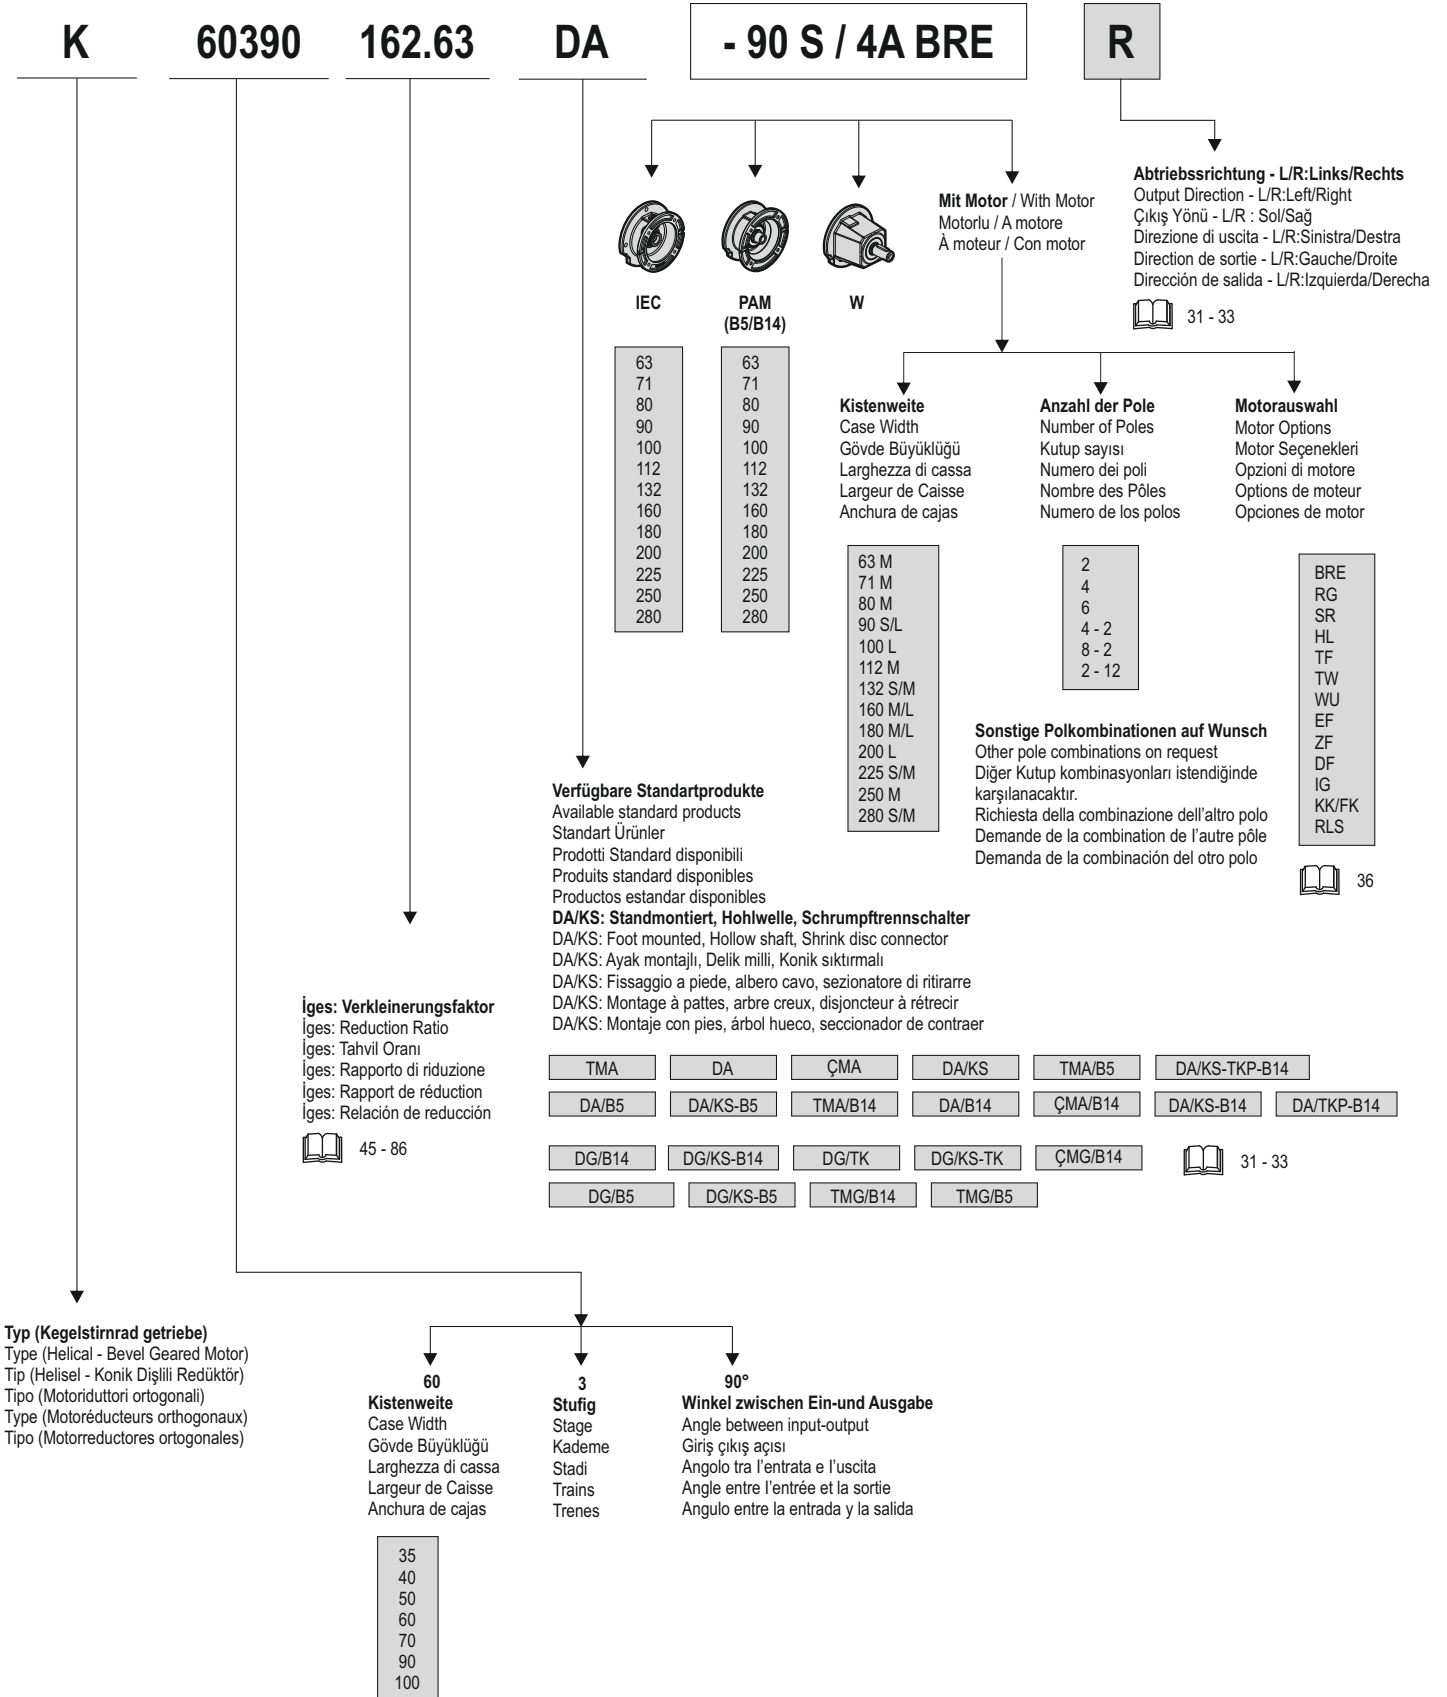 K 60390 162.63 DA - 90 S / 4A BRE R
Abtriebssrichtung - L/R:Links/Rechts
Output Direction - L/R:Left/Right
Çıkış Yönü - L/R : Sol/Sağ
Direzione di uscita - L/R:Sinistra/Destra
Direction de sortie - L/R:Gauche/Droite
Dirección de salida - L/R:Izquierda/Derecha
31 - 33
Mit Motor / With Motor
Motorlu / A motore
À moteur / Con motor
IEC
PAM
(B5/B14)
W
63
71
80
90
100
112
132
160
180
200
225
250
280
63
71
80
90
100
112
132
160
180
200
225
250
280
Kistenweite
Case Width
Gövde Büyüklüğü
Larghezza di cassa
Largeur de Caisse
Anchura de cajas
63 M
71 M
80 M
90 S/L
100 L
112 M
132 S/M
160 M/L
180 M/L
200 L
225 S/M
250 M
280 S/M
Anzahl der Pole
Number of Poles
Kutup sayısı
Numero dei poli
Nombre des Pôles
Numero de los polos
2
4
6
4 - 2
8 - 2
2 - 12
Sonstige Polkombinationen auf Wunsch
Other pole combinations on request
Diğer Kutup kombinasyonları istendiğinde
karşılanacaktır.
Richiesta della combinazione dell'altro polo
Demande de la combination de l'autre pôle
Demanda de la combinación del otro polo
Motorauswahl
Motor Options
Motor Seçenekleri
Opzioni di motore
Options de moteur
Opciones de motor
BRE
RG
SR
HL
TF
TW
WU
EF
ZF
DF
IG
KK/FK
RLS
36
Verfügbare Standartprodukte
Available standard products
Standart Ürünler
Prodotti Standard disponibili
Produits standard disponibles
Productos estandar disponibles
DA/KS: Standmontiert, Hohlwelle, Schrumpftrennschalter
DA/KS: Foot mounted, Hollow shaft, Shrink disc connector
DA/KS: Ayak montajlı, Delik milli, Konik sıktırmalı
DA/KS: Fissaggio a piede, albero cavo, sezionatore di ritirarre
DA/KS: Montage à pattes, arbre creux, disjoncteur à rétrecir
DA/KS: Montaje con pies, árbol hueco, seccionador de contraer
TMA DA ÇMA DA/KS TMA/B5 DA/KS-TKP-B14
DA/B5 DA/KS-B5 TMA/B14 DA/B14 ÇMA/B14 DA/KS-B14 DA/TKP-B14
DG/B14 DG/KS-B14 DG/TK DG/KS-TK ÇMG/B14 31 - 33
DG/B5 DG/KS-B5 TMG/B14 TMG/B5
İges: Verkleinerungsfaktor
İges: Reduction Ratio
İges: Tahvil Oranı
İges: Rapporto di riduzione
İges: Rapport de réduction
İges: Relación de reducción
45 - 86
Typ (Kegelstirnrad getriebe)
Type (Helical - Bevel Geared Motor)
Tip (Helisel - Konik Dişlili Redüktör)
Tipo (Motoriduttori ortogonali)
Type (Motoréducteurs orthogonaux)
Tipo (Motorreductores ortogonales)
60
Kistenweite
Case Width
Gövde Büyüklüğü
Larghezza di cassa
Largeur de Caisse
Anchura de cajas
35
40
50
60
70
90
100
3
Stufig
Stage
Kademe
Stadi
Trains
Trenes
90°
Winkel zwischen Ein-und Ausgabe
Angle between input-output
Giriş çıkış açısı
Angolo tra l'entrata e l'uscita
Angle entre l'entrée et la sortie
Angulo entre la entrada y la salida